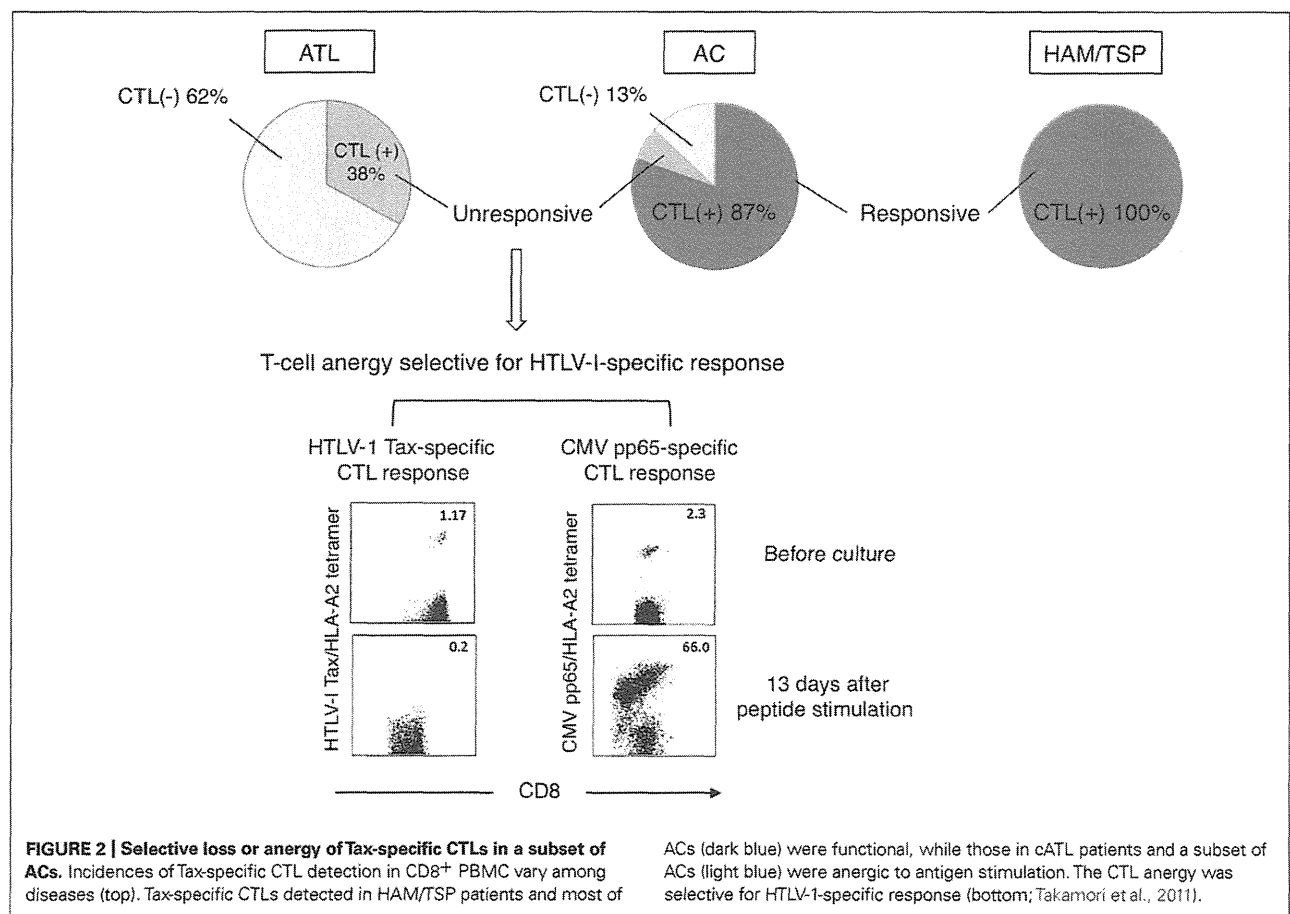 ATL
AC
HAM/TSP
CTL(-) 62%
CTL(-) 13%
CTL (+)
38%
Unresponsive
CTL(+) 87%
Responsive
CTL(+) 100%
T-cell anergy selective for HTLV-I-specific response
HTLV-1 Tax-specific
CTL response
CMV pp65-specific
CTL response
HTLV-I Tax/HLA-A2 tetramer
1.17
0.2
CMV pp65/HLA-A2 tetramer
2.3
66.0
Before culture
13 days after
peptide stimulation
CD8
FIGURE 2 | Selective loss or anergy of Tax-specific CTLs in a subset of
ACs. Incidences of Tax-specific CTL detection in CD8+ PBMC vary among
diseases (top). Tax-specific CTLs detected in HAM/TSP patients and most of
ACs (dark blue) were functional, while those in cATL patients and a subset of
ACs (light blue) were anergic to antigen stimulation. The CTL anergy was
selective for HTLV-1-specific response (bottom; Takamori et al., 2011).